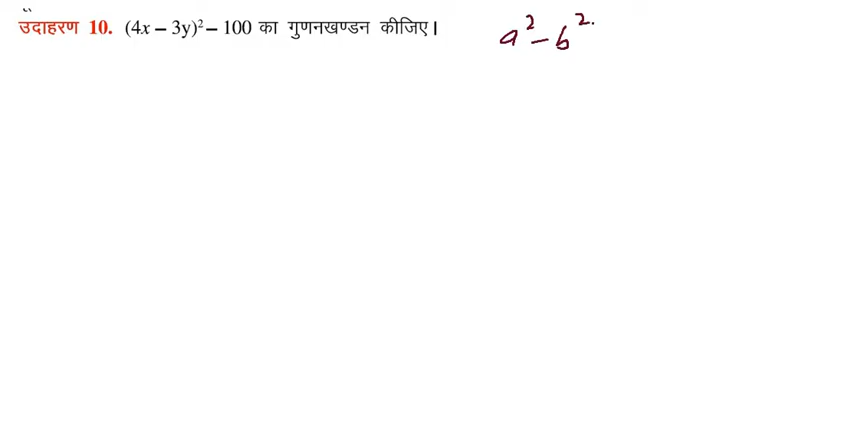 उदाहरण 10. (4x – 3y)² – 100 का गुणनखण्डन कीजिए। a² – b².